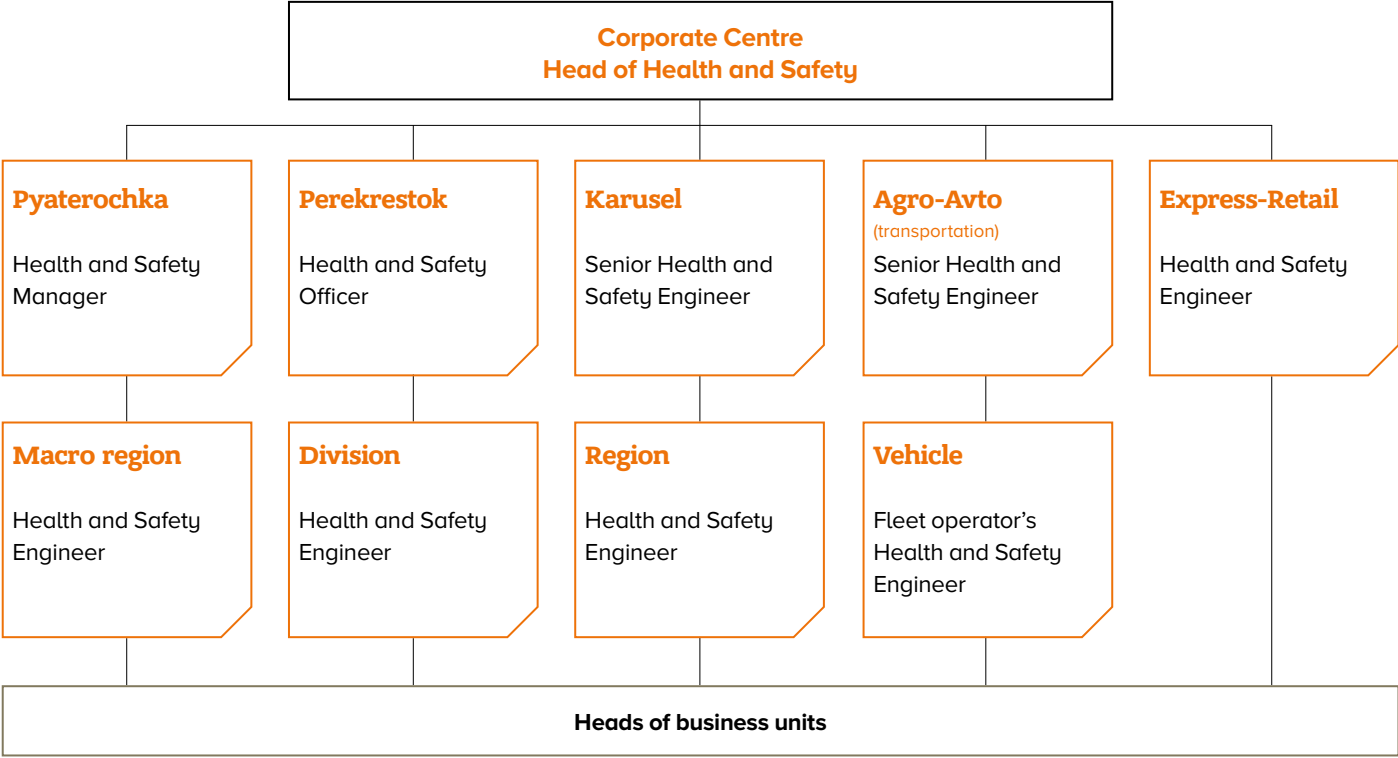 Corporate Centre
Head of Health and Safety
Pyaterochka
Health and Safety
Manager
Perekrestok
Health and Safety
Officer
Karusel
Senior Health and
Safety Engineer
Agro-Avto
(transportation)
Senior Health and
Safety Engineer
Express-Retail
Health and Safety
Engineer
Macro region
Health and Safety
Engineer
Division
Health and Safety
Engineer
Region
Health and Safety
Engineer
Vehicle
Fleet operator’s
Health and Safety
Engineer
Heads of business units